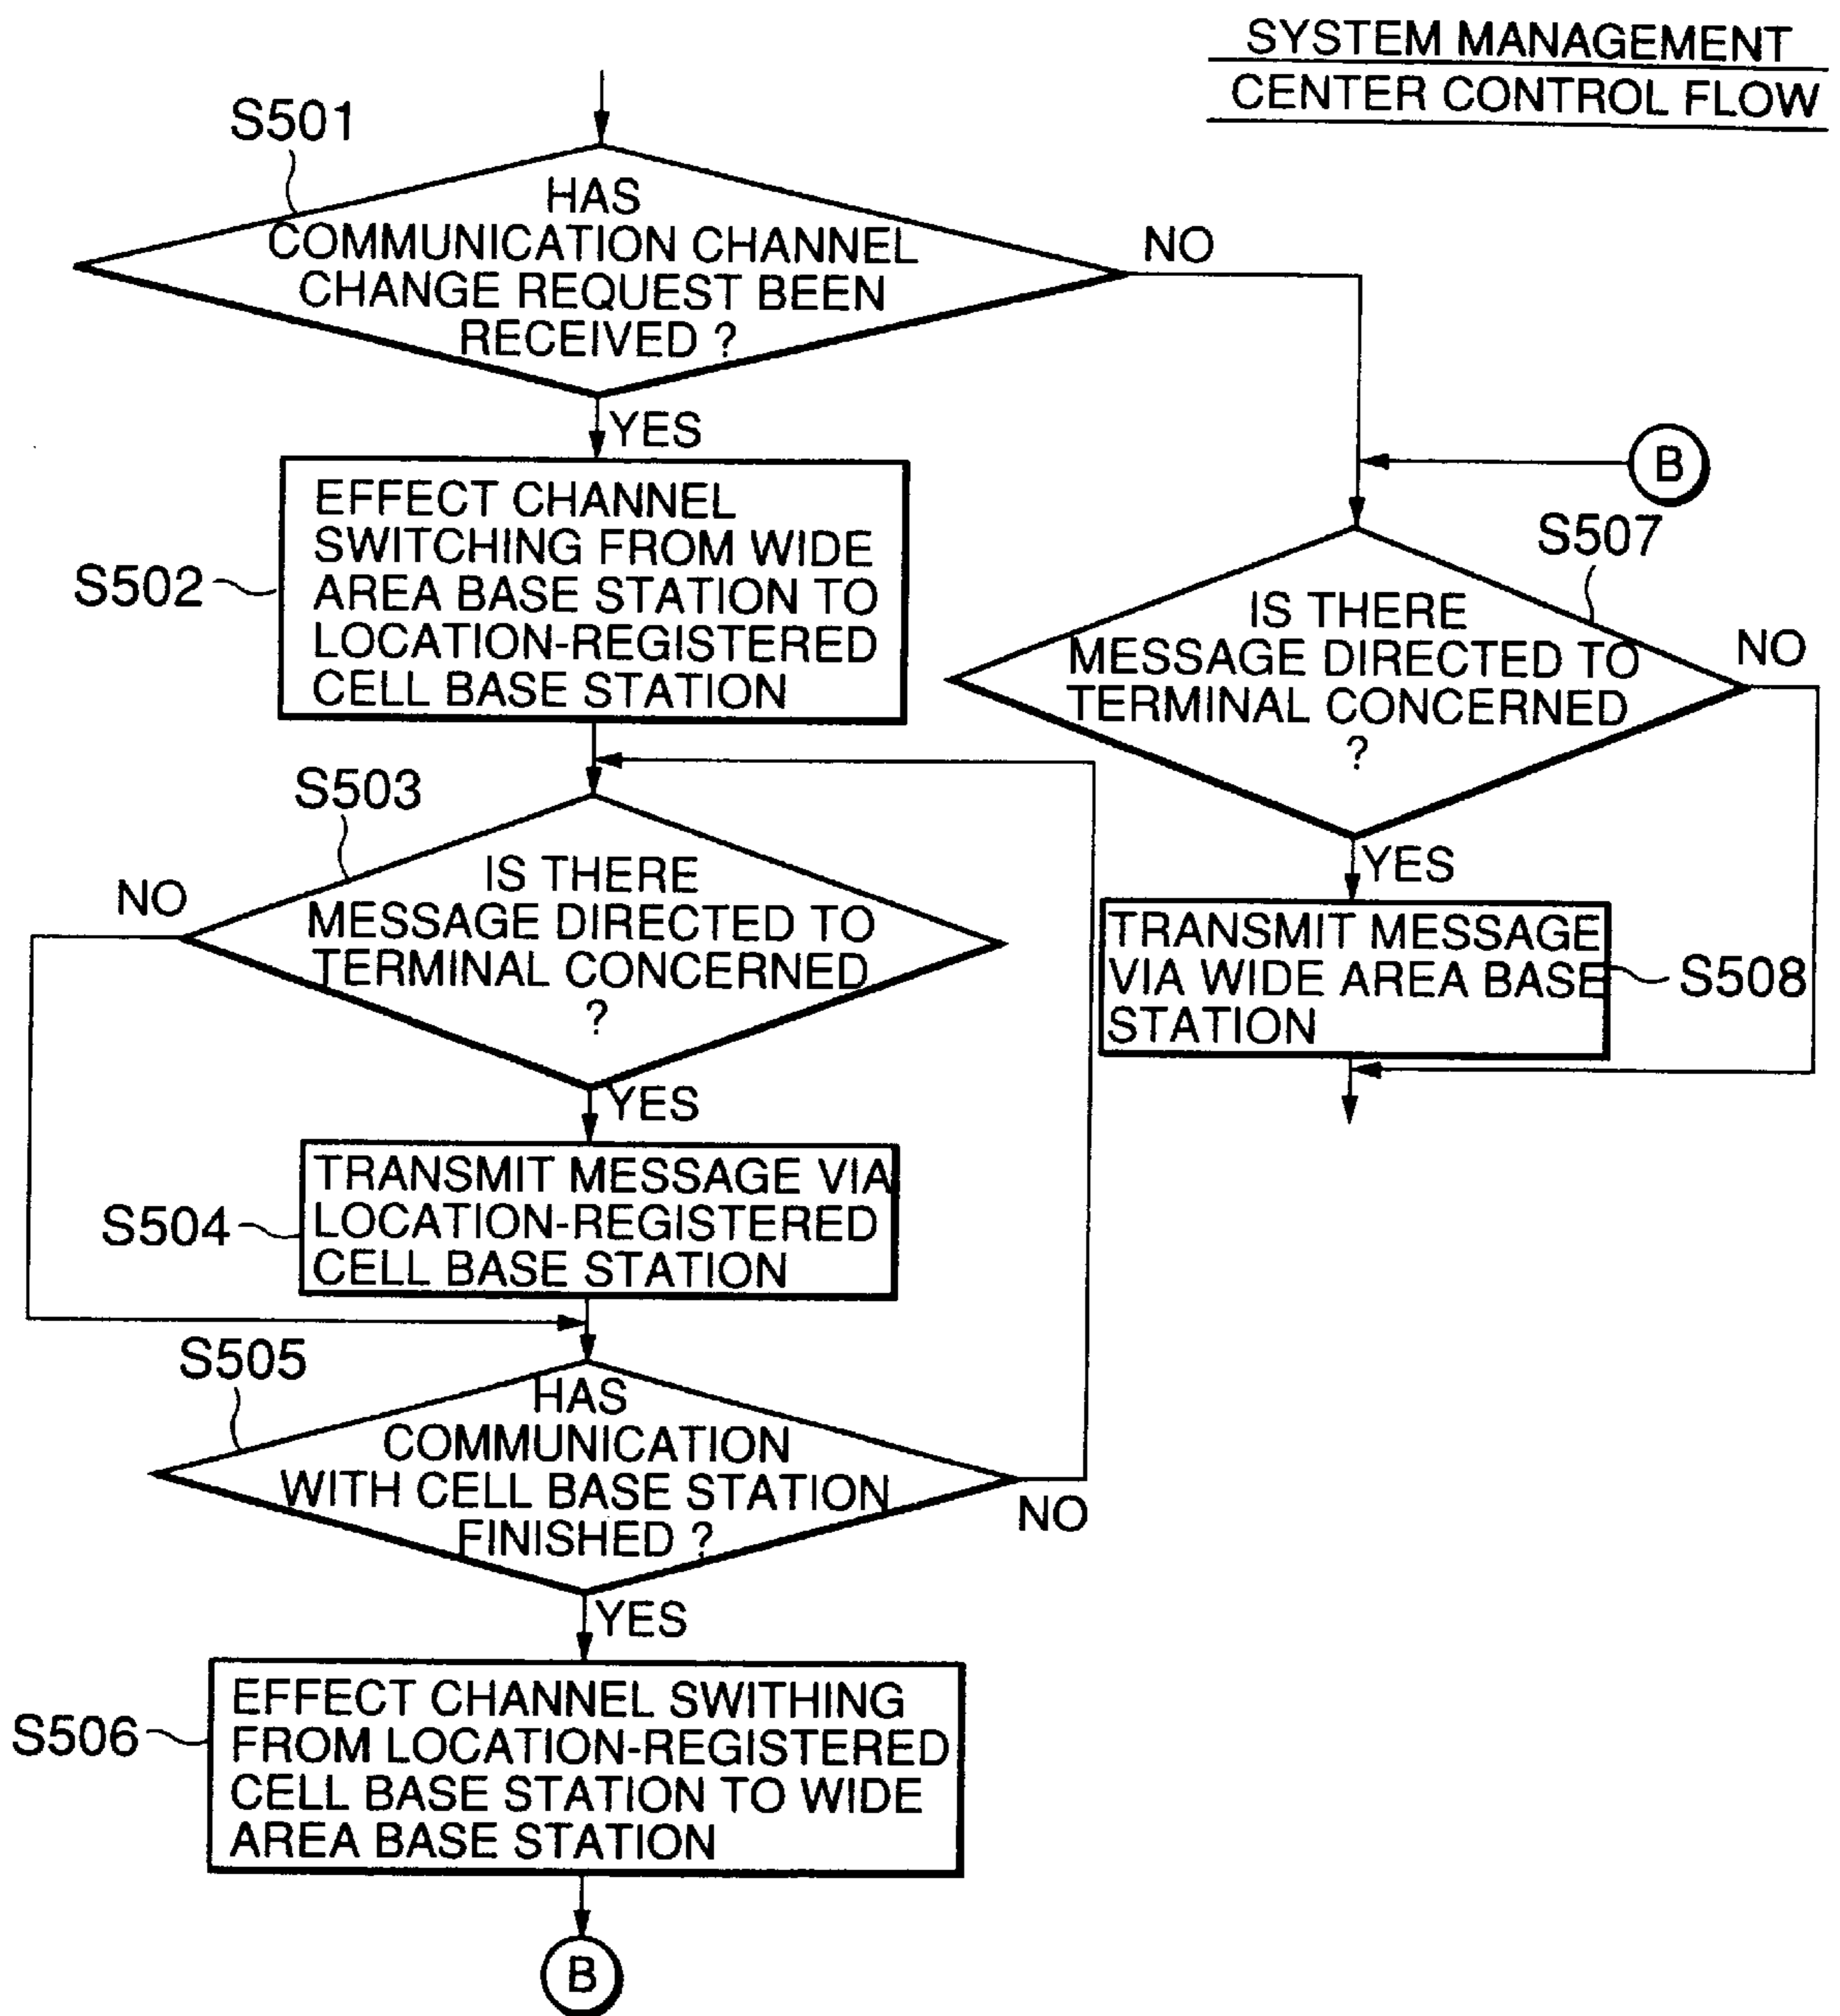 SYSTEM MANAGEMENT
CENTER CONTROL FLOW
S501
HAS
COMMUNICATION CHANNEL
CHANGE REQUEST BEEN
RECEIVED ?
NO
YES
S502
EFFECT CHANNEL
SWITCHING FROM WIDE
AREA BASE STATION TO
LOCATION-REGISTERED
CELL BASE STATION
S503
IS THERE
MESSAGE DIRECTED TO
TERMINAL CONCERNED
?
NO
YES
S504
TRANSMIT MESSAGE VIA
LOCATION-REGISTERED
CELL BASE STATION
S505
HAS
COMMUNICATION
WITH CELL BASE STATION
FINISHED ?
NO
YES
S506
EFFECT CHANNEL SWITHING
FROM LOCATION-REGISTERED
CELL BASE STATION TO WIDE
AREA BASE STATION
B
B
S507
IS THERE
MESSAGE DIRECTED TO
TERMINAL CONCERNED
?
NO
YES
TRANSMIT MESSAGE
VIA WIDE AREA BASE
STATION
S508